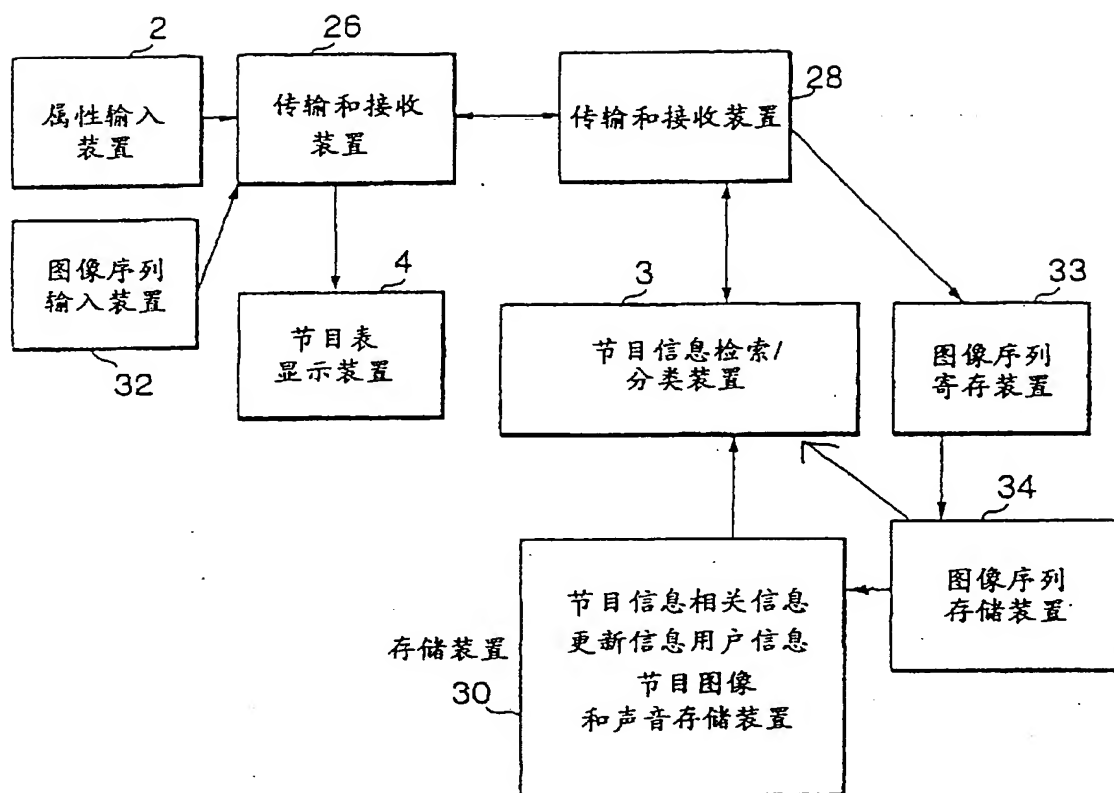 2
属性输入
装置
26
传输和接收
装置
28
传输和接收装置
图像序列
输入装置
32
4
节目表
显示装置
3
节目信息检索/
分类装置
33
图像序列
寄存装置
34
图像序列
存储装置
存储装置
30
节目信息相关信息
更新信息用户信息
节目图像
和声音存储装置